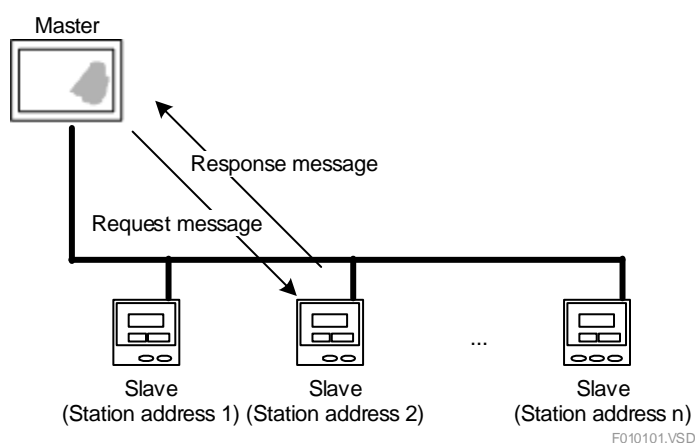 Master
Response message
Request message
...
Slave
(Station address 1)
Slave
(Station address 2)
Slave
(Station address n)
F010101.VSD